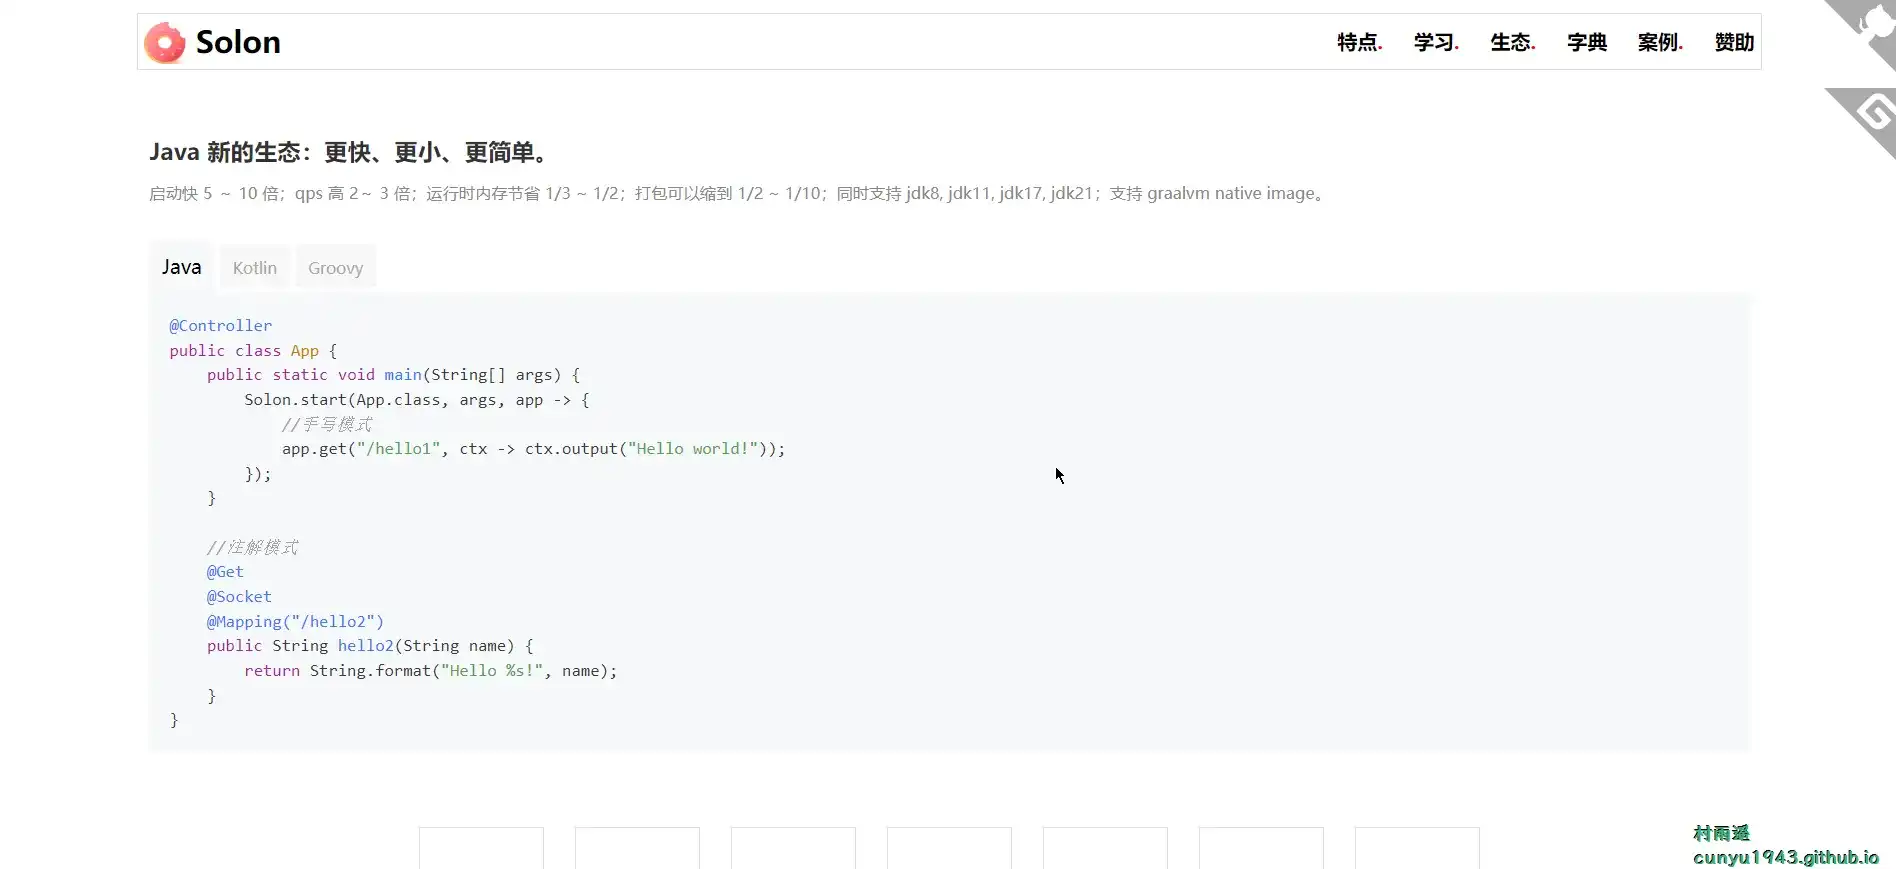 Solon
特点. 学习. 生态. 字典 案例. 赞助
Java 新的生态：更快、更小、更简单。
启动快 5 ～ 10 倍；qps 高 2～ 3 倍；运行时内存节省 1/3 ~ 1/2；打包可以缩到 1/2 ~ 1/10；同时支持 jdk8, jdk11, jdk17, jdk21；支持 graalvm native image。
Java Kotlin Groovy
@Controller
public class App {
    public static void main(String[] args) {
        Solon.start(App.class, args, app -> {
            //手写模式
            app.get("/hello1", ctx -> ctx.output("Hello world!"));
        });
    }
    //注解模式
    @Get
    @Socket
    @Mapping("/hello2")
    public String hello2(String name) {
        return String.format("Hello %s!", name);
    }
}
村雨遥
cunyu1943.github.io